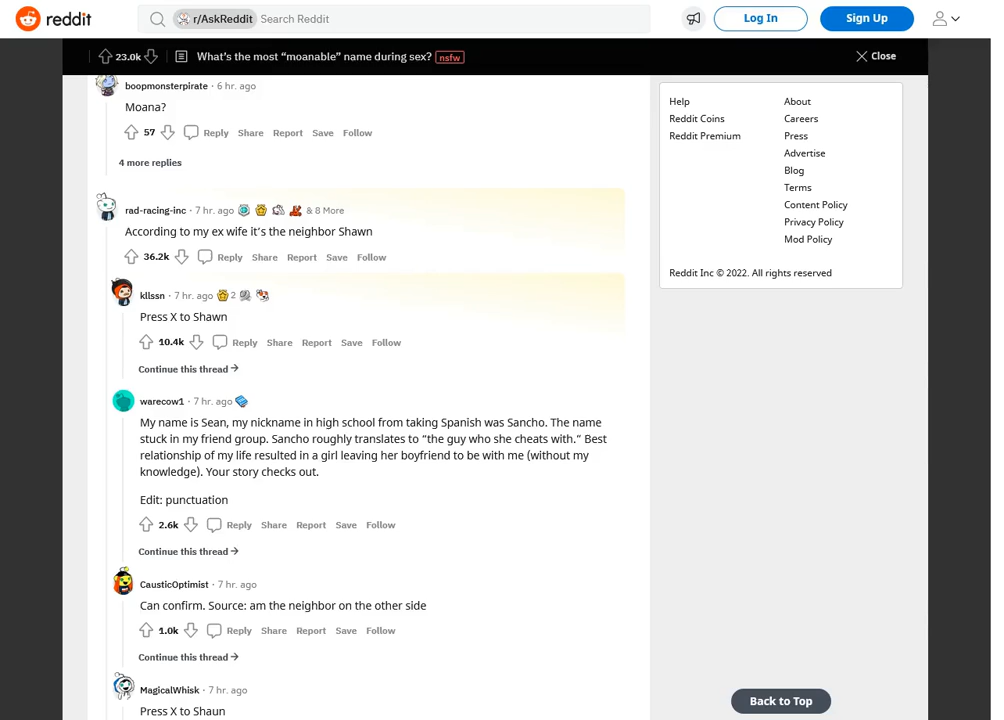 reddit
r/AskReddit Search Reddit
Log In
Sign Up
23.0k What's the most “moanable” name during sex? nsfw
Close
boopmonsterpirate · 6 hr. ago
Moana?
57 Reply Share Report Save Follow
4 more replies
rad-racing-inc · 7 hr. ago & 8 More
According to my ex wife it’s the neighbor Shawn
36.2k Reply Share Report Save Follow
kllssn · 7 hr. ago 2
Press X to Shawn
10.4k Reply Share Report Save Follow
Continue this thread
warecow1 · 7 hr. ago
My name is Sean, my nickname in high school from taking Spanish was Sancho. The name
stuck in my friend group. Sancho roughly translates to “the guy who she cheats with.” Best
relationship of my life resulted in a girl leaving her boyfriend to be with me (without my
knowledge). Your story checks out.
Edit: punctuation
2.6k Reply Share Report Save Follow
Continue this thread
CausticOptimist · 7 hr. ago
Can confirm. Source: am the neighbor on the other side
1.0k Reply Share Report Save Follow
Continue this thread
MagicalWhisk · 7 hr. ago
Press X to Shaun
Help
Reddit Coins
Reddit Premium
About
Careers
Press
Advertise
Blog
Terms
Content Policy
Privacy Policy
Mod Policy
Reddit Inc © 2022. All rights reserved
Back to Top